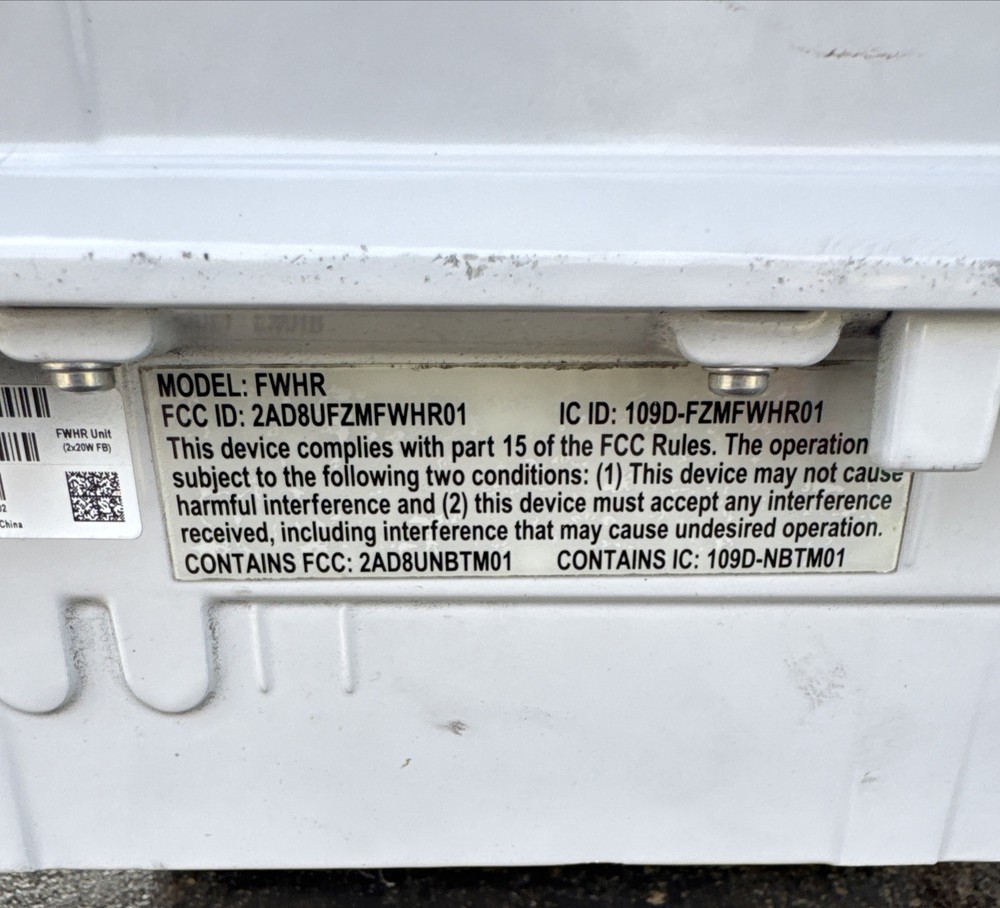 MODEL: FWHR
FCC ID: 2AD8UFZMFWHR01 IC ID: 109D-FZMFWHR01
This device complies with part 15 of the FCC Rules. The operation
subject to the following two conditions: (1) This device may not cause
harmful interference and (2) this device must accept any interference
received, including interference that may cause undesired operation.
CONTAINS FCC: 2AD8UNBTM01 CONTAINS IC: 109D-NBTM01
FWHR Unit
(2x20W FB)
02
China